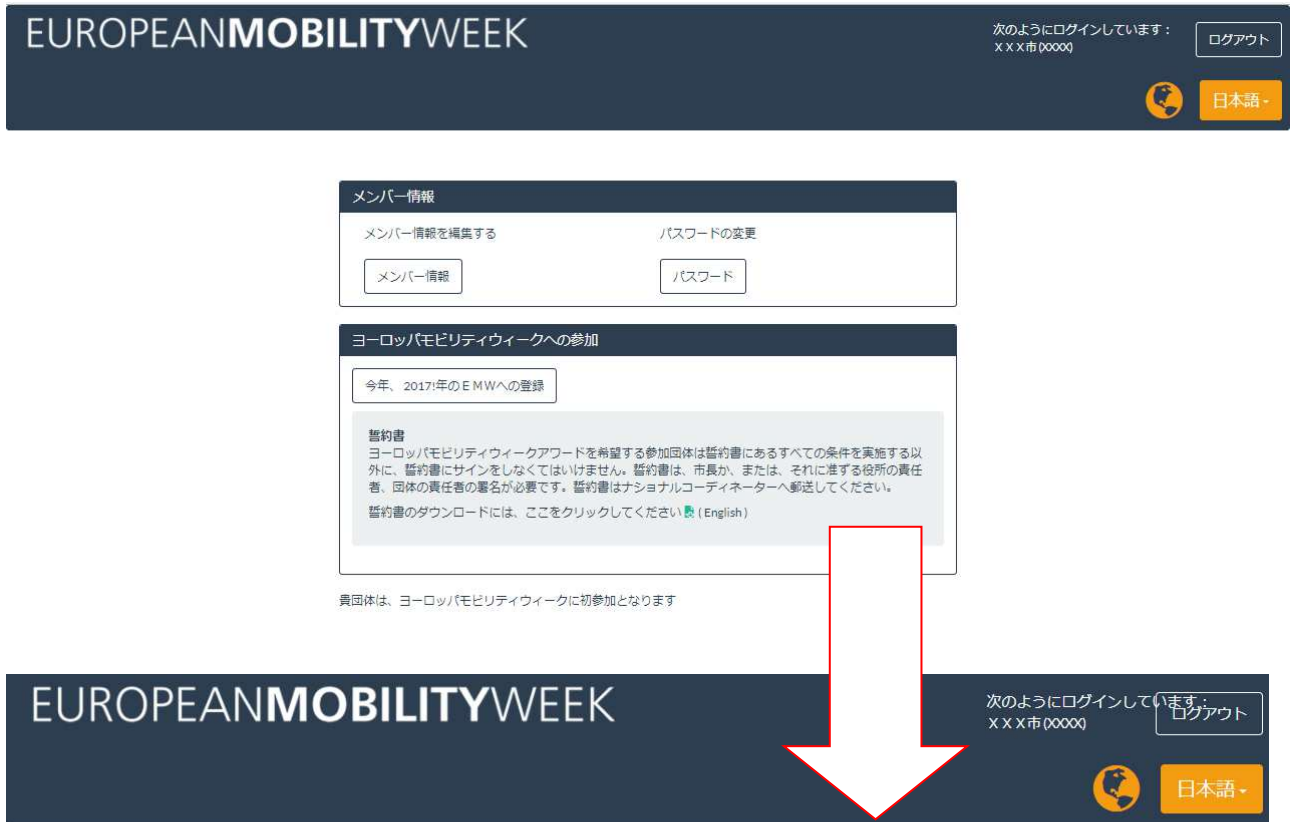 EUROPEANMOBILITYWEEK
次のようにログインしています：
X X X市(XXXX)
ログアウト
日本語
メンバー情報
メンバー情報を編集する
パスワードの変更
メンバー情報
パスワード
ヨーロッパモビリティウィークへの参加
今年、2017!年のＥＭＷへの登録
誓約書
ヨーロッパモビリティウィークアワードを希望する参加団体は誓約書にあるすべての条件を実施する以
外に、誓約書にサインをしなくてはいけません。誓約書は、市長か、または、それに準ずる役所の責任
者、団体の責任者の署名が必要です。誓約書はナショナルコーディネーターへ郵送してください。
誓約書のダウンロードには、ここをクリックしてください (English)
貴団体は、ヨーロッパモビリティウィークに初参加となります
EUROPEANMOBILITYWEEK
次のようにログインしています：
X X X市(XXXX)
ログアウト
日本語